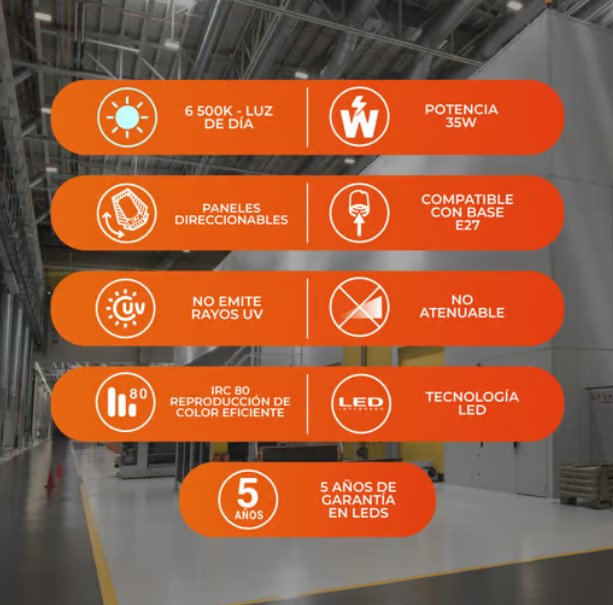 6 500K - LUZ
DE DÍA
W
POTENCIA
35W
PANELES
DIRECCIONABLES
COMPATIBLE
CON BASE
E27
UV
NO EMITE
RAYOS UV
NO
ATENUABLE
80
IRC 80
REPRODUCCIÓN DE
COLOR EFICIENTE
LED
INTEGRADO
TECNOLOGÍA
LED
5
AÑOS
5 AÑOS DE
GARANTÍA
EN LEDS